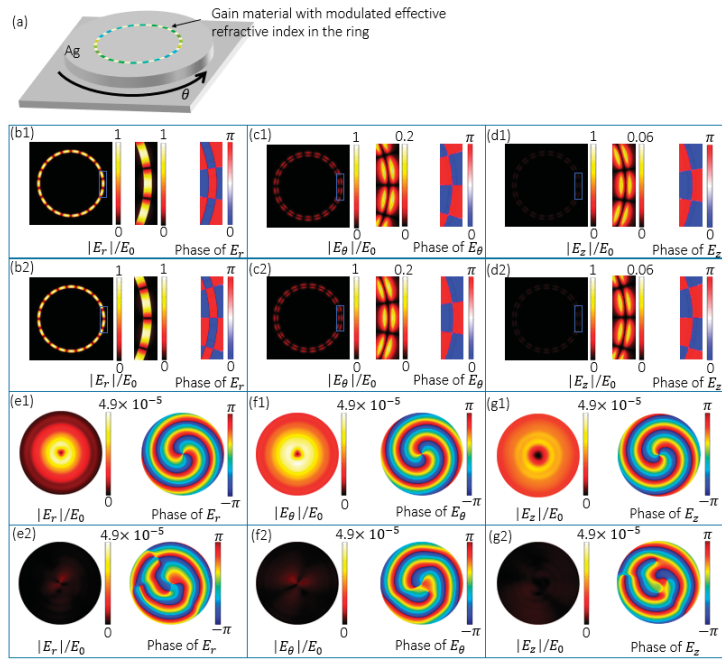 (a)
Gain material with modulated effective
refractive index in the ring
Ag
θ
(b1)
1
1
π
0
0
0
|E_r|/E_0
Phase of E_r
(c1)
1
0.2
π
0
0
0
|E_θ|/E_0
Phase of E_θ
(d1)
1
0.06
π
0
0
0
|E_z|/E_0
Phase of E_z
(b2)
1
1
π
0
0
0
|E_r|/E_0
Phase of E_r
(c2)
1
0.2
π
0
0
0
|E_θ|/E_0
Phase of E_θ
(d2)
1
0.06
π
0
0
0
|E_z|/E_0
Phase of E_z
(e1)
4.9× 10⁻⁵
π
0
−π
|E_r|/E_0
Phase of E_r
(f1)
4.9× 10⁻⁵
π
0
−π
|E_θ|/E_0
Phase of E_θ
(g1)
4.9× 10⁻⁵
π
0
−π
|E_z|/E_0
Phase of E_z
(e2)
4.9× 10⁻⁵
π
0
−π
|E_r|/E_0
Phase of E_r
(f2)
4.9× 10⁻⁵
π
0
−π
|E_θ|/E_0
Phase of E_θ
(g2)
4.9× 10⁻⁵
π
0
−π
|E_z|/E_0
Phase of E_z